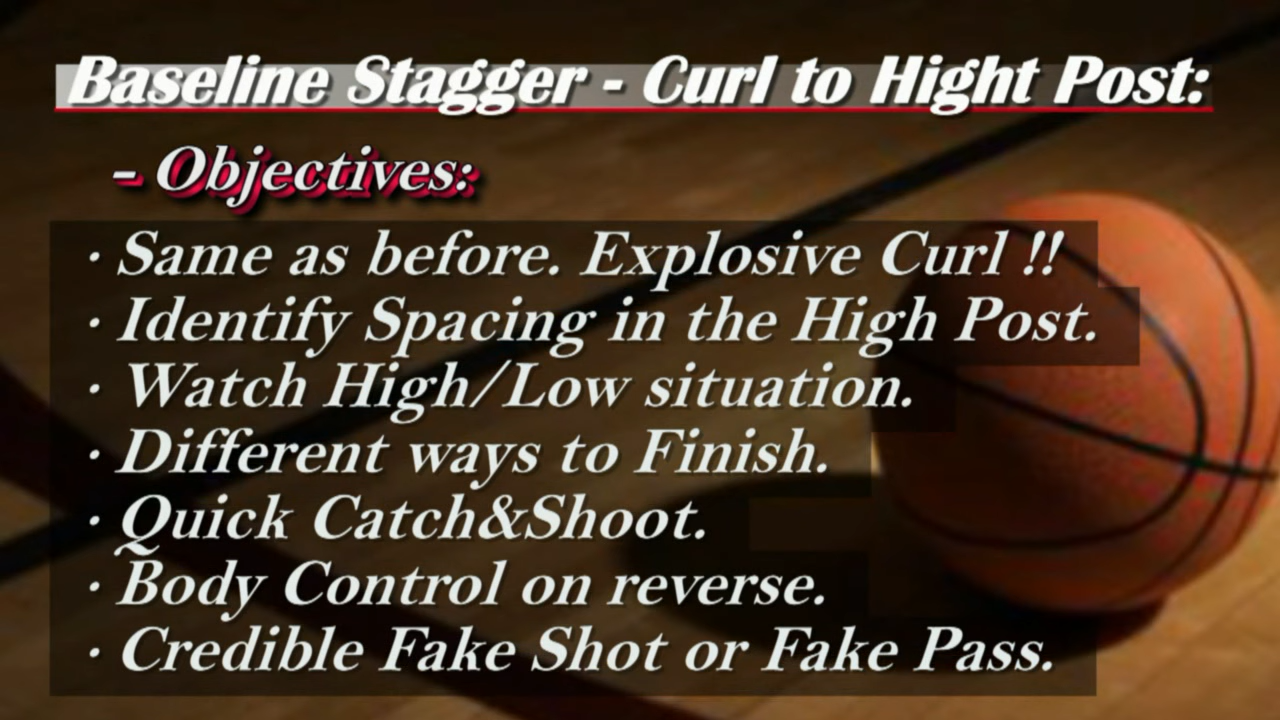 Baseline Stagger - Curl to Hight Post:
- Objectives:
· Same as before. Explosive Curl !!
· Identify Spacing in the High Post.
· Watch High/Low situation.
· Different ways to Finish.
· Quick Catch&Shoot.
· Body Control on reverse.
· Credible Fake Shot or Fake Pass.